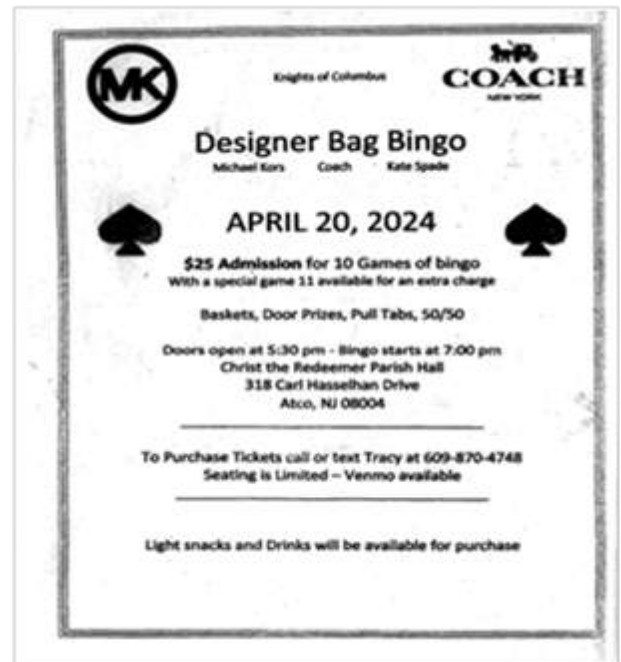 MK
Knights of Columbus
COACH
NEW YORK
Designer Bag Bingo
Michael Kors Coach Kate Spade
APRIL 20, 2024
$25 Admission for 10 Games of bingo
With a special game 11 available for an extra charge
Baskets, Door Prizes, Pull Tabs, 50/50
Doors open at 5:30 pm - Bingo starts at 7:00 pm
Christ the Redeemer Parish Hall
318 Carl Hasselhan Drive
Atco, NJ 08004
To Purchase Tickets call or text Tracy at 609-870-4748
Seating is Limited – Venmo available
Light snacks and Drinks will be available for purchase